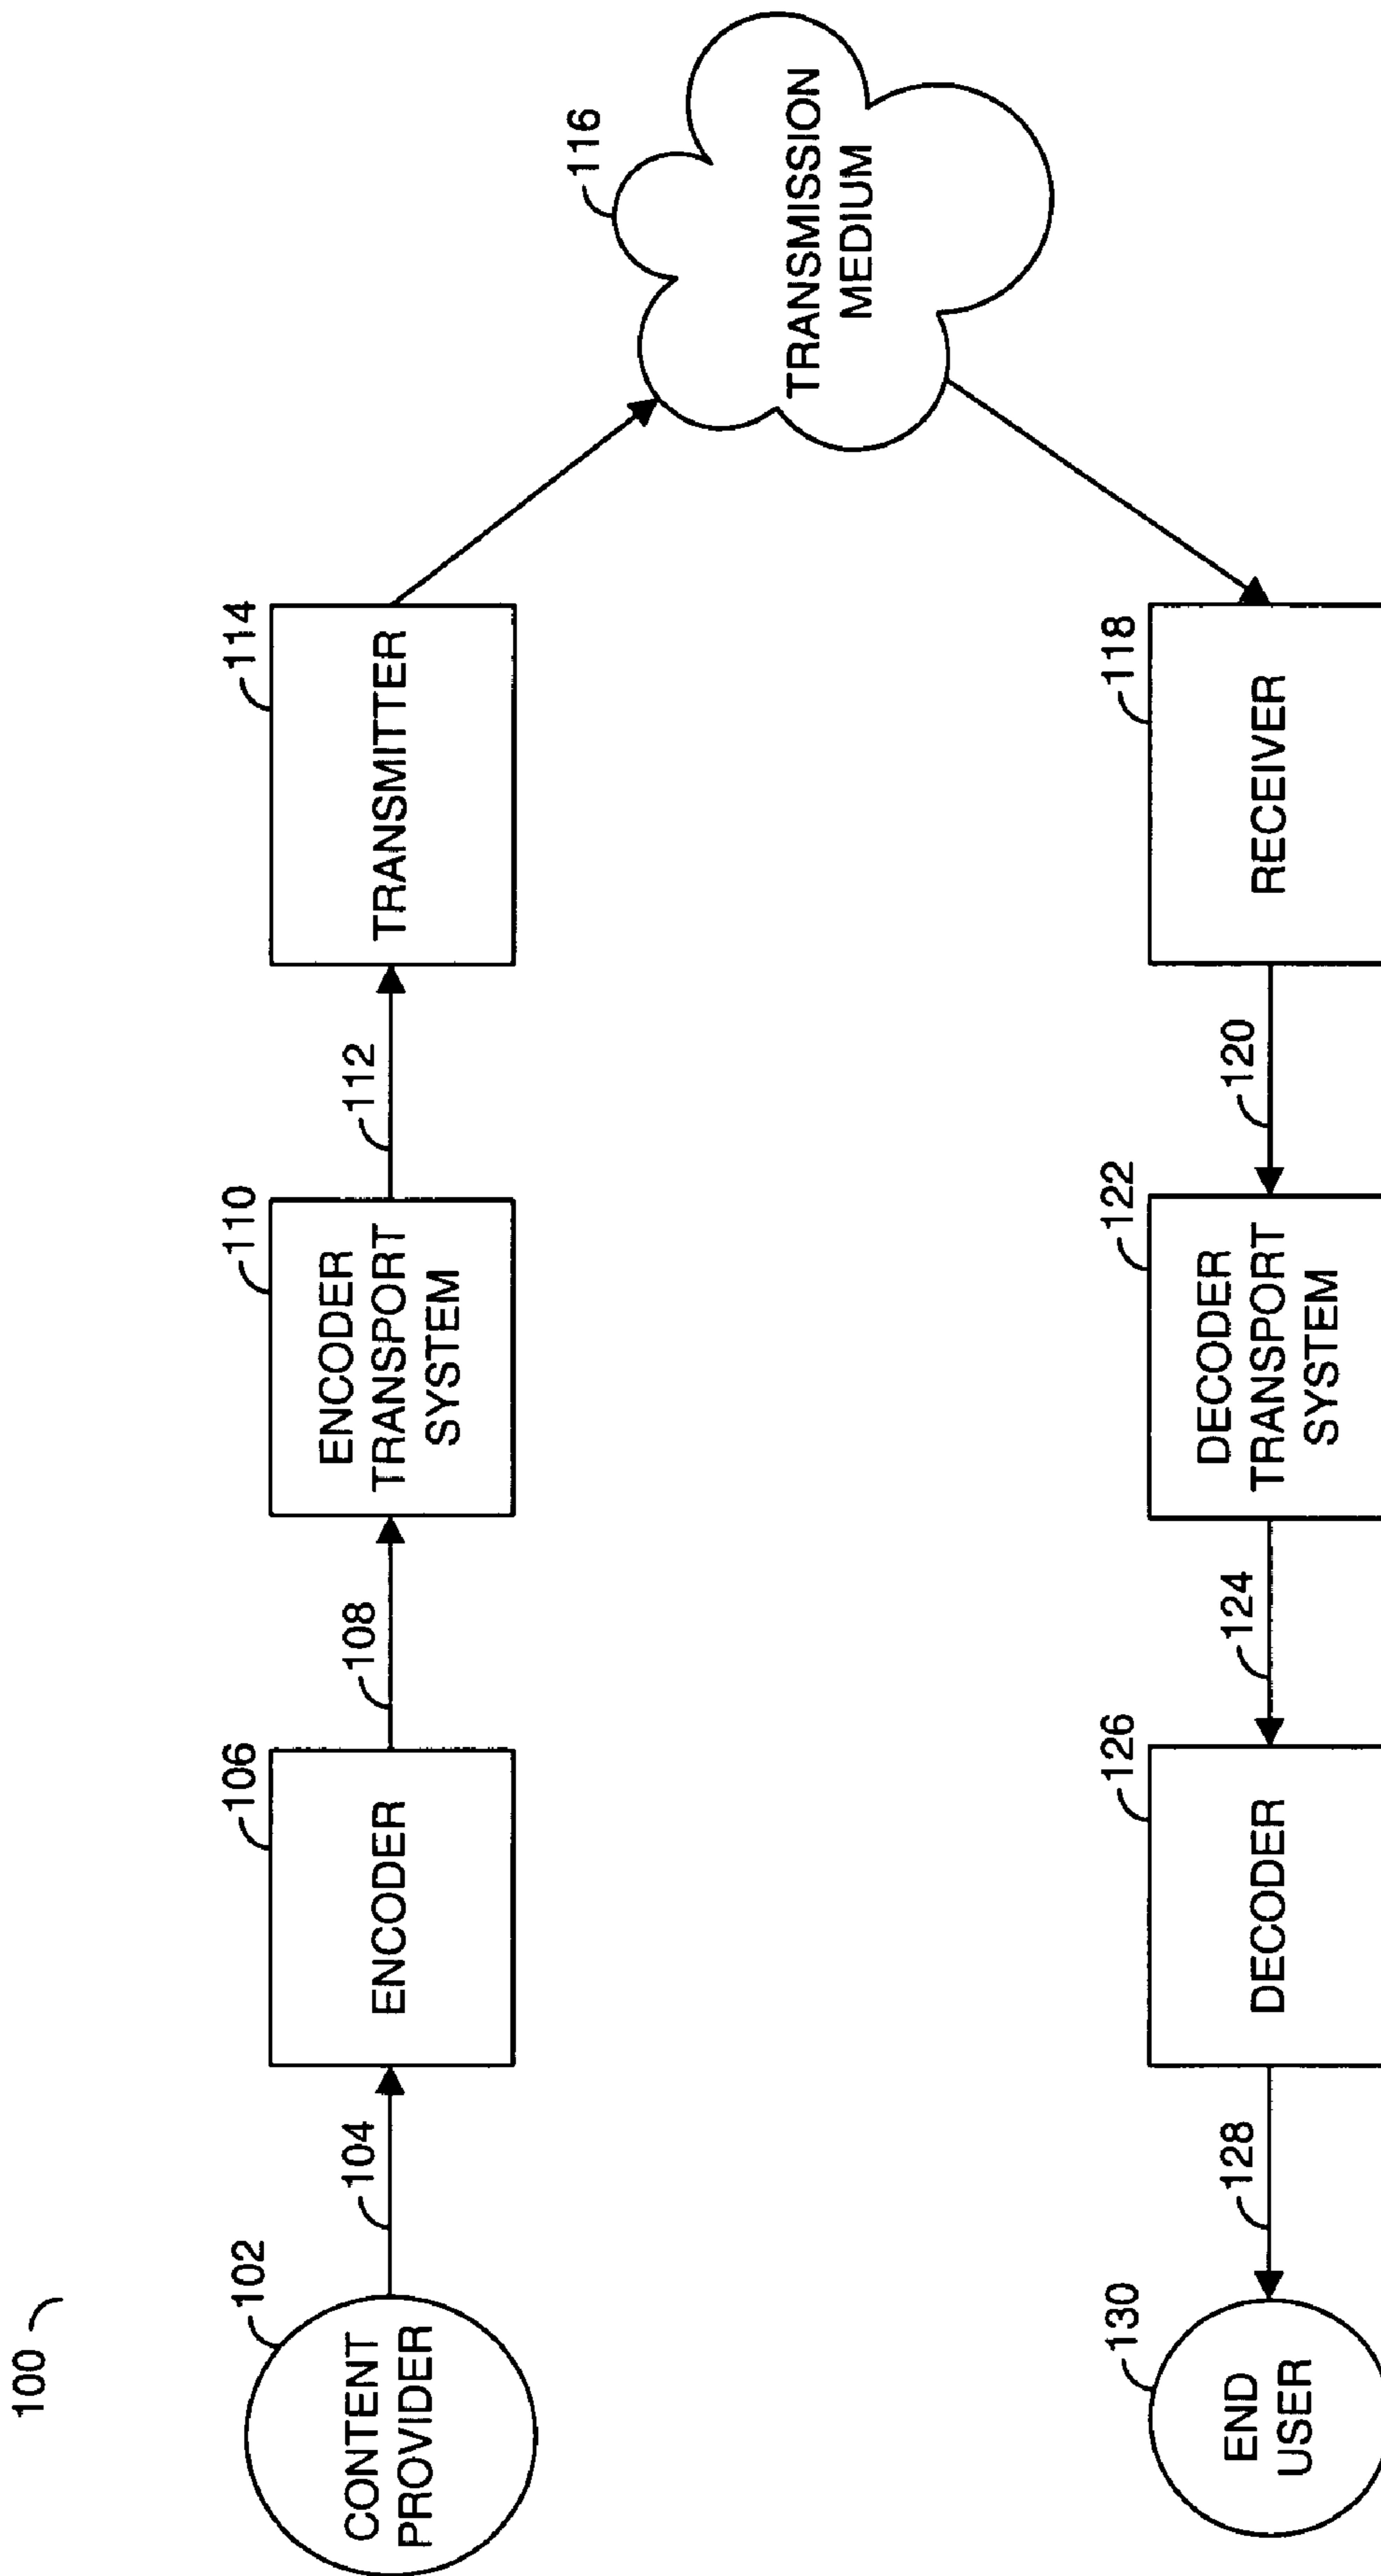 100
102
CONTENT
PROVIDER
104
106
ENCODER
108
110
ENCODER
TRANSPORT
SYSTEM
112
114
TRANSMITTER
116
TRANSMISSION
MEDIUM
118
RECEIVER
120
122
DECODER
TRANSPORT
SYSTEM
124
126
DECODER
128
130
END
USER